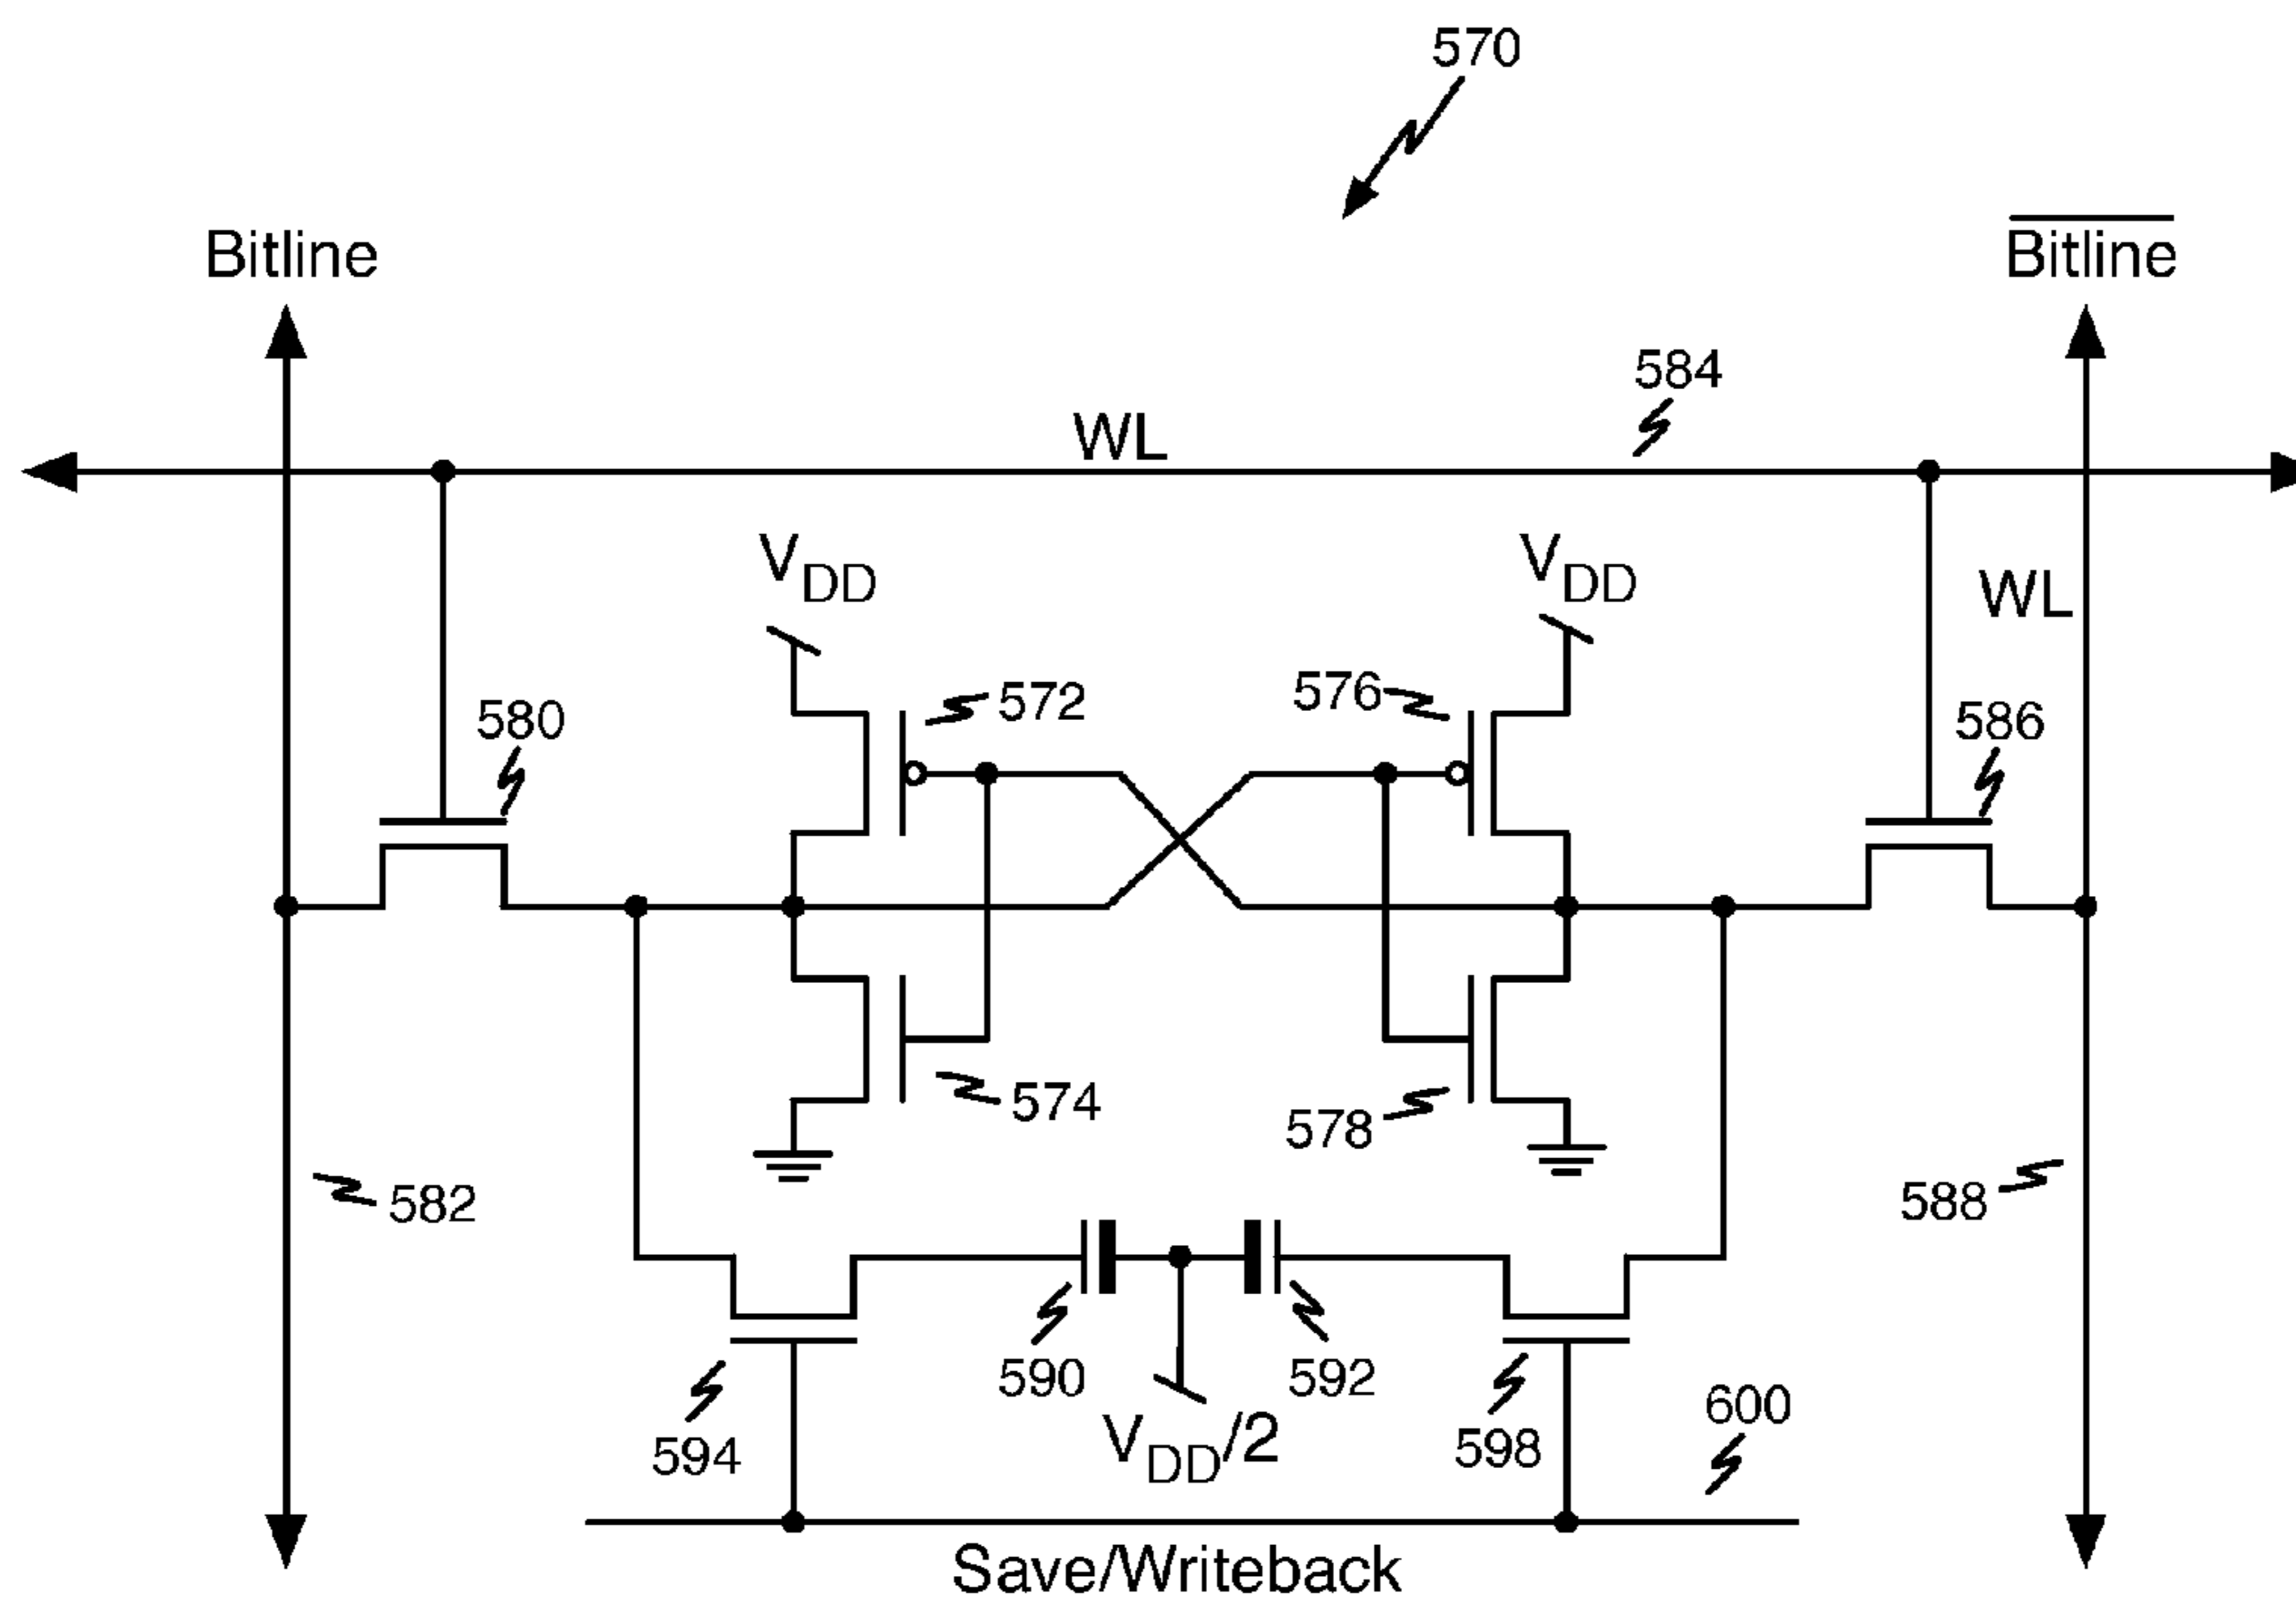 570
Bitline
B̅i̅t̅l̅i̅n̅e̅
584
WL
VDD
VDD
WL
572
576
580
586
574
578
582
588
590
592
600
594
VDD/2
598
Save/Writeback